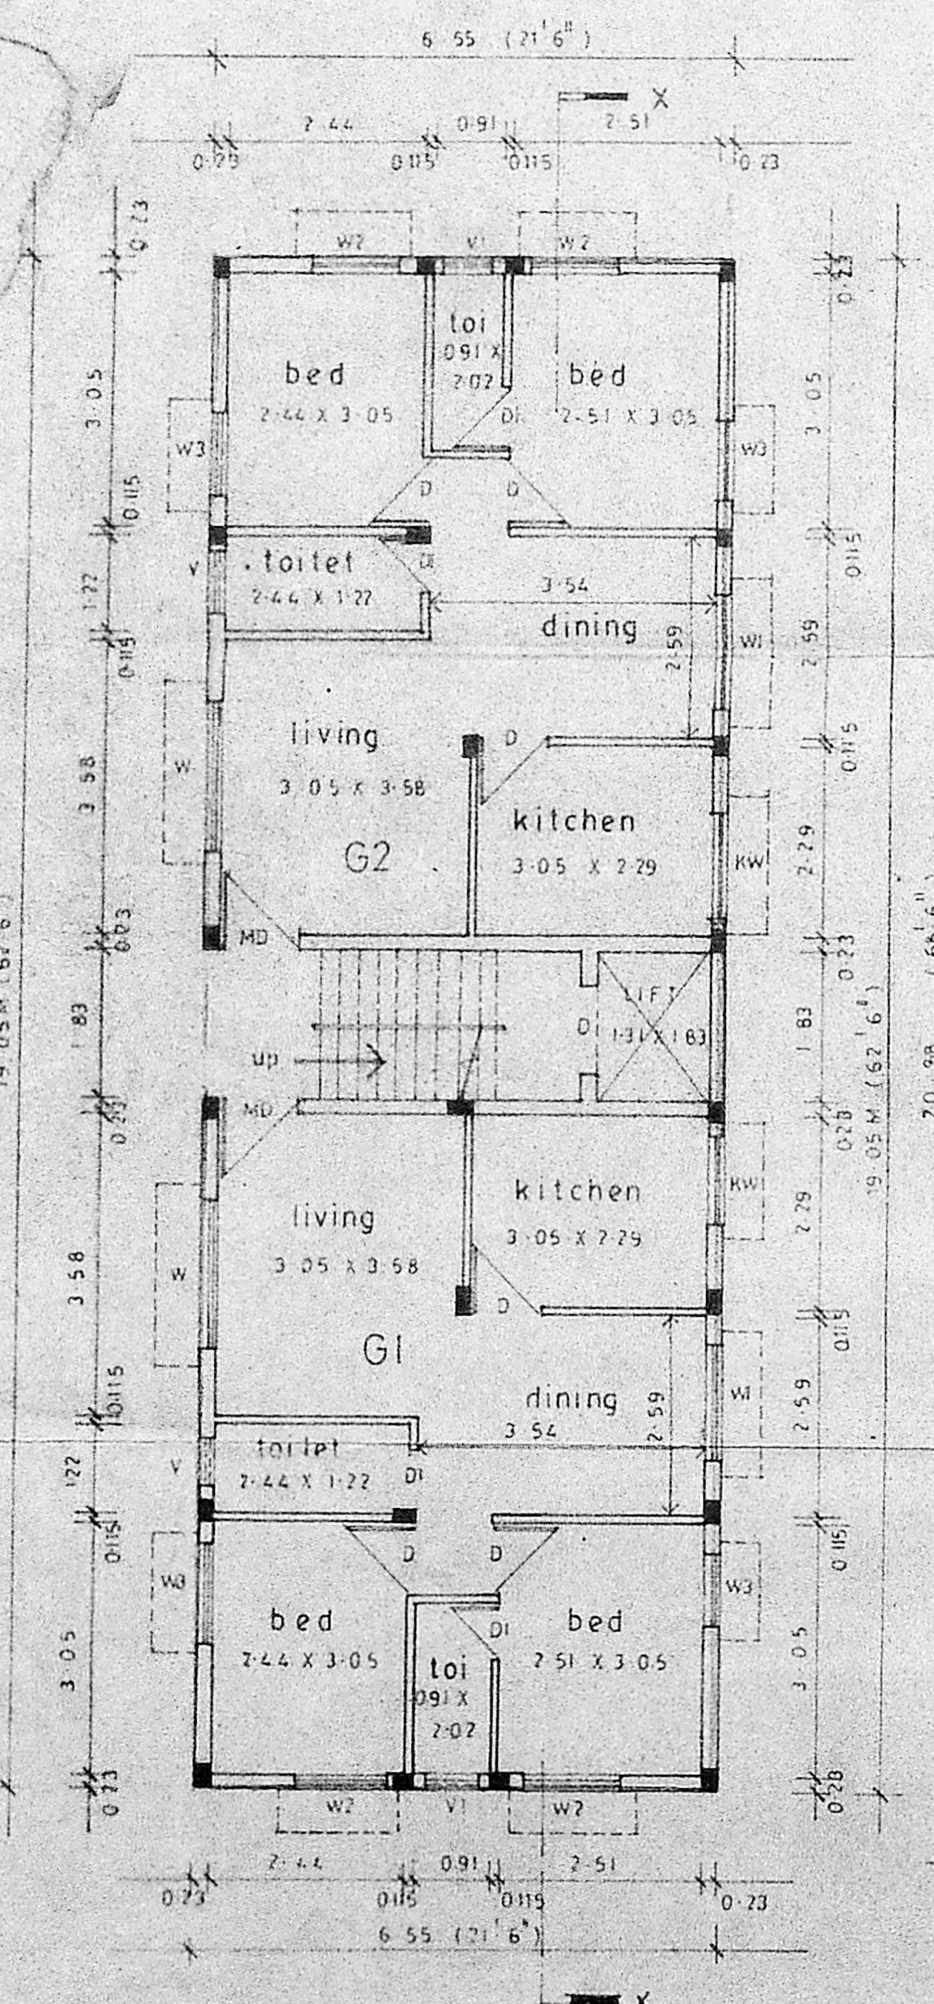 6.55 (21'6")
X
2.44 0.91 2.51
0.23 0.115 0.115 0.23
0.23
W2 V1 W2
0.23
toi
0.91 X
2.02
bed
2.44 X 3.05
bed
2.51 X 3.05
D1
3.05
3.05
W3
W3
D D
0.115
toilet
2.44 X 1.22
D1
V
1.22
0.115
3.54
dining
2.59
W1
2.59
0.115
living
3.05 X 3.58
G2
W
3.58
D
0.115
kitchen
3.05 X 2.29
KW
2.29
MD
0.23
0.23
LIFT
1.31 X 1.83
D
up
1.83
1.83
19.05M (62'6")
MD
0.23
0.23
living
3.05 X 3.58
G1
W
3.58
kitchen
3.05 X 2.29
KW
2.29
D
0.115
0.115
dining
3.54
2.59
W1
2.59
toilet
2.44 X 1.22
D1
V
1.22
0.115
0.115
D D
W3
W3
bed
2.44 X 3.05
D1
bed
2.51 X 3.05
toi
0.91 X
2.02
3.05
3.05
0.23
W2 V1 W2
0.23
2.44 0.91 2.51
0.23 0.115 0.115 0.23
6.55 (21'6")
X